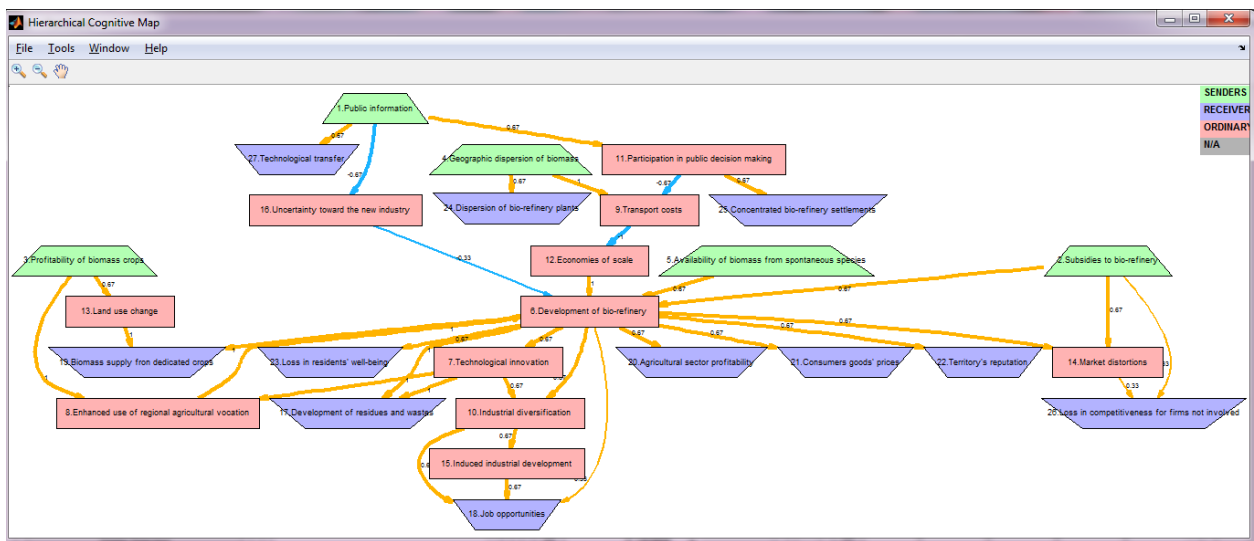 Hierarchical Cognitive Map
File Tools Window Help
SENDERS
RECEIVER
ORDINARY
N/A
1.Public information
0.67
0.67
-0.67
27.Technological transfer
4.Geographic dispersion of biomass
11.Participation in public decision making
0.67
1
-0.67
0.67
16.Uncertainty toward the new industry
24.Dispersion of bio-refinery plants
9.Transport costs
25.Concentrated bio-refinery settlements
-1
-0.33
3.Profitability of biomass crops
12.Economies of scale
5.Availability of biomass from spontaneous species
2.Subsidies to bio-refinery
0.67
1
0.67
0.67
13.Land use change
6.Development of bio-refinery
0.67
1
1
1
0.67
0.67
0.67
0.67
0.67
19.Biomass supply fron dedicated crops
23.Loss in residents' well-being
7.Technological innovation
20.Agricultural sector profitability
21.Consumers goods' prices
22.Territory's reputation
14.Market distortions
1
1
1
0.67
0.33
8.Enhanced use of regional agricultural vocation
17.Development of residues and wastes
10.Industrial diversification
26.Loss in competitiveness for firms not involved
0.67
15.Induced industrial development
0.67
18.Job opportunities